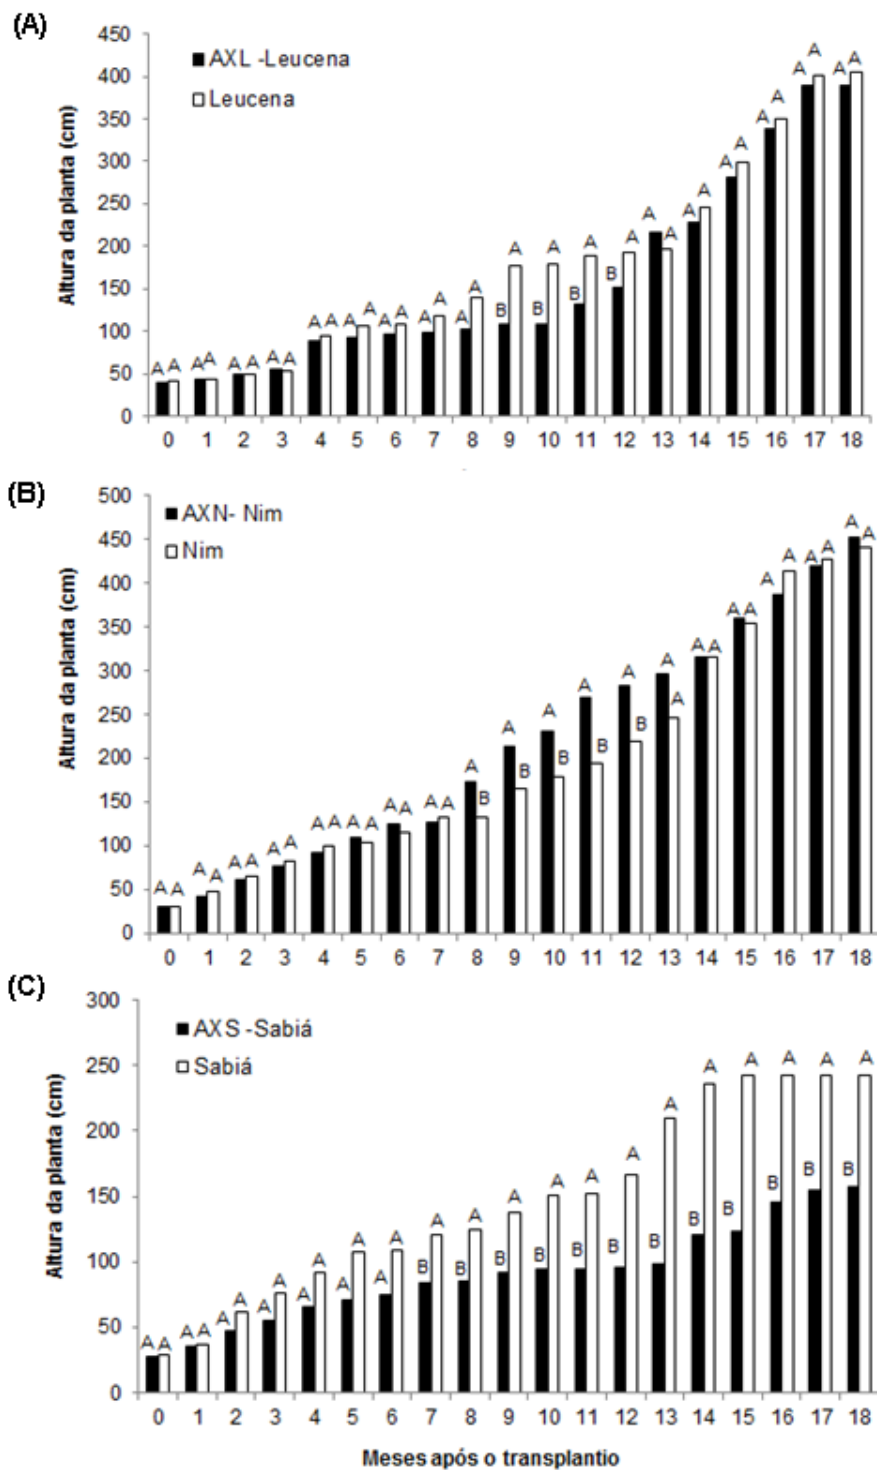 (A)
Altura da planta (cm)
450
400
350
300
250
200
150
100
50
0
AXL -Leucena
Leucena
A A A A A A A A A A A A A A A A A A B A B A B A B A A A A A A A A A A A A A
0 1 2 3 4 5 6 7 8 9 10 11 12 13 14 15 16 17 18
(B)
Altura da planta (cm)
500
450
400
350
300
250
200
150
100
50
0
AXN- Nim
Nim
A A A A A A A A A A A A A A A A A B A B A B A B A B A A A A A A A A A A A A
0 1 2 3 4 5 6 7 8 9 10 11 12 13 14 15 16 17 18
(C)
Altura da planta (cm)
300
250
200
150
100
50
0
AXS -Sabiá
Sabiá
A A A A A A A A A A A A A A B A B A B A B A B A B A B A B A B A B A B A B A
0 1 2 3 4 5 6 7 8 9 10 11 12 13 14 15 16 17 18
Meses após o transplantio